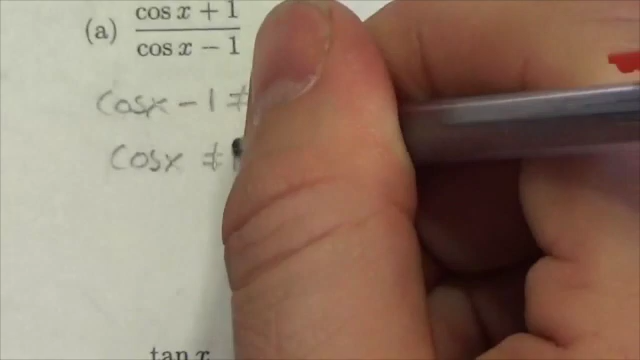 (a) cos x + 1
cos x − 1
cosx − 1 ≠
cosx ≠
tan x